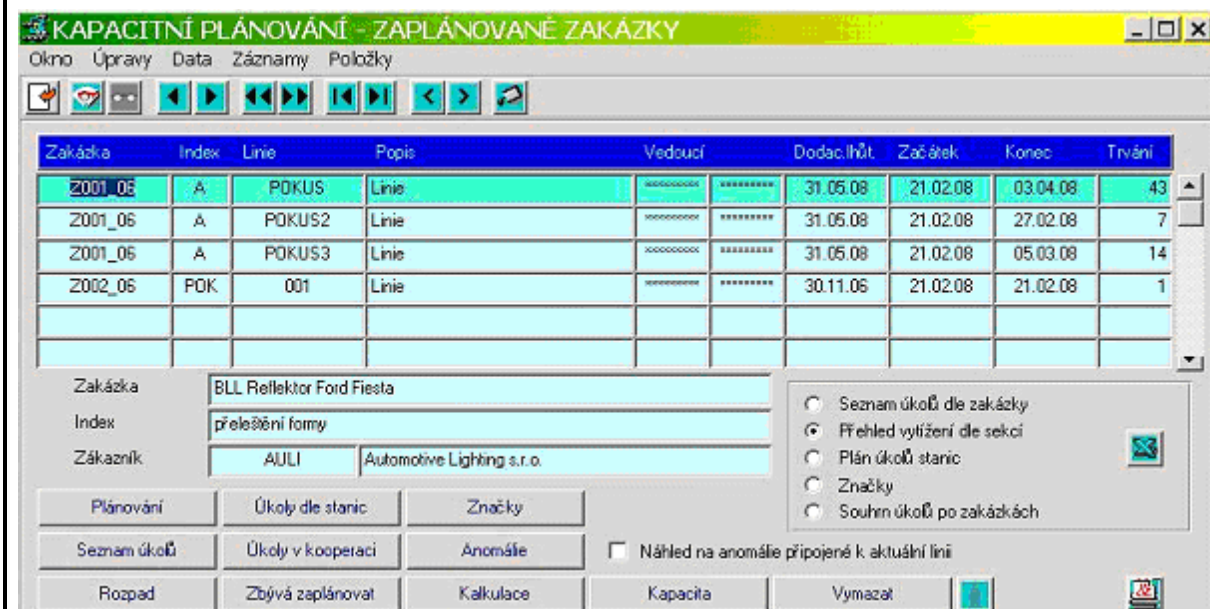 KAPACITNÍ PLÁNOVÁNÍ - ZAPLÁNOVANÉ ZAKÁZKY
Okno Úpravy Data Záznamy Položky
Zakázka Index Linie Popis Vedoucí Dodac.lhůt. Začátek Konec Trvání
Z001_06 A POKUS Linie ********* ********* 31.05.08 21.02.08 03.04.08 43
Z001_06 A POKUS2 Linie ********* ********* 31.05.08 21.02.08 27.02.08 7
Z001_06 A POKUS3 Linie ********* ********* 31.05.08 21.02.08 05.03.08 14
Z002_06 POK 001 Linie ********* ********* 30.11.06 21.02.08 21.02.08 1
Zakázka BLL Reflektor Ford Fiesta
Index přeleštění formy
Zákazník AULI Automotive Lighting s.r.o.
Seznam úkolů dle zakázky
Přehled vytížení dle sekcí
Plán úkolů stanic
Značky
Souhrn úkolů po zakázkách
Plánování Úkoly dle stanic Značky
Seznam úkolů Úkoly v kooperaci Anomálie Náhled na anomálie připojené k aktuální linii
Rozpad Zbývá zaplánovat Kalkulace Kapacita Vymazat